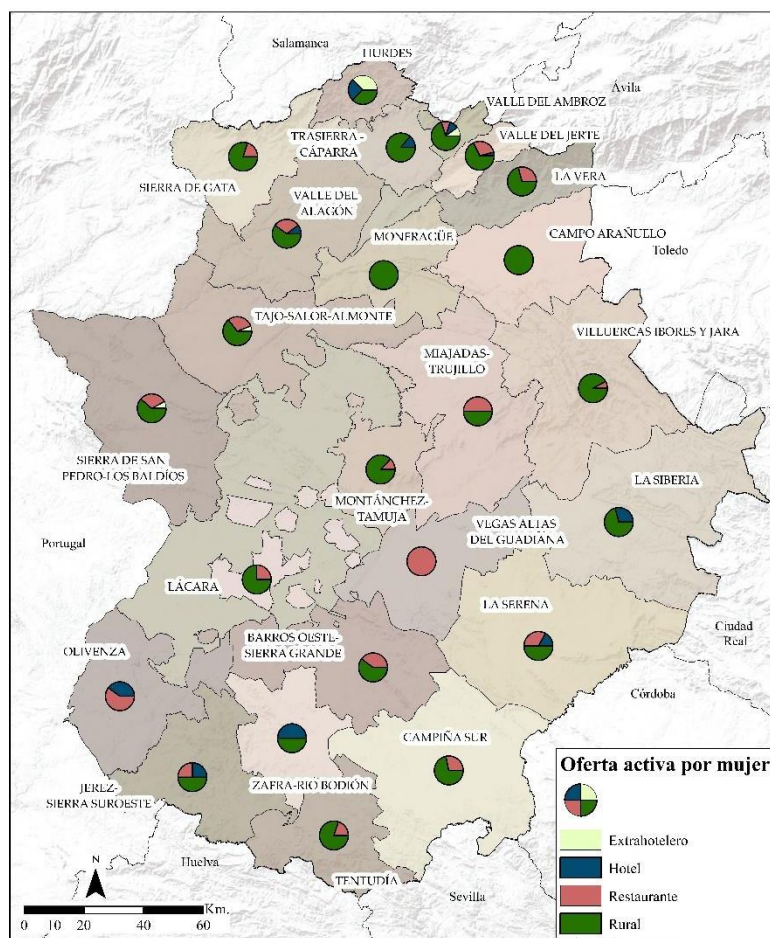 Salamanca
HURDES
Ávila
VALLE DEL AMBROZ
TRASIERRA-
CÁPARRA
VALLE DEL JERTE
SIERRA DE GATA
LA VERA
VALLE DEL
ALAGÓN
MONFRAGÜE
CAMPO ARAÑUELO
Toledo
TAJO-SALOR-ALMONTE
VILLUERCAS IBORES Y JARA
MIAJADAS-
TRUJILLO
SIERRA DE SAN
PEDRO-LOS BALDÍOS
MONTÁNCHEZ-
TAMUJA
LA SIBERIA
VEGAS ALTAS
DEL GUADIANA
Portugal
LÁCARA
LA SERENA
Ciudad
Real
OLIVENZA
BARROS OESTE-
SIERRA GRANDE
Córdoba
CAMPIÑA SUR
JEREZ-
SIERRA SUROESTE
ZAFRA-RÍO BODIÓN
Huelva
TENTUDÍA
Sevilla
N
Km.
0 10 20 40 60
Oferta activa por mujer
Extrahotelero
Hotel
Restaurante
Rural